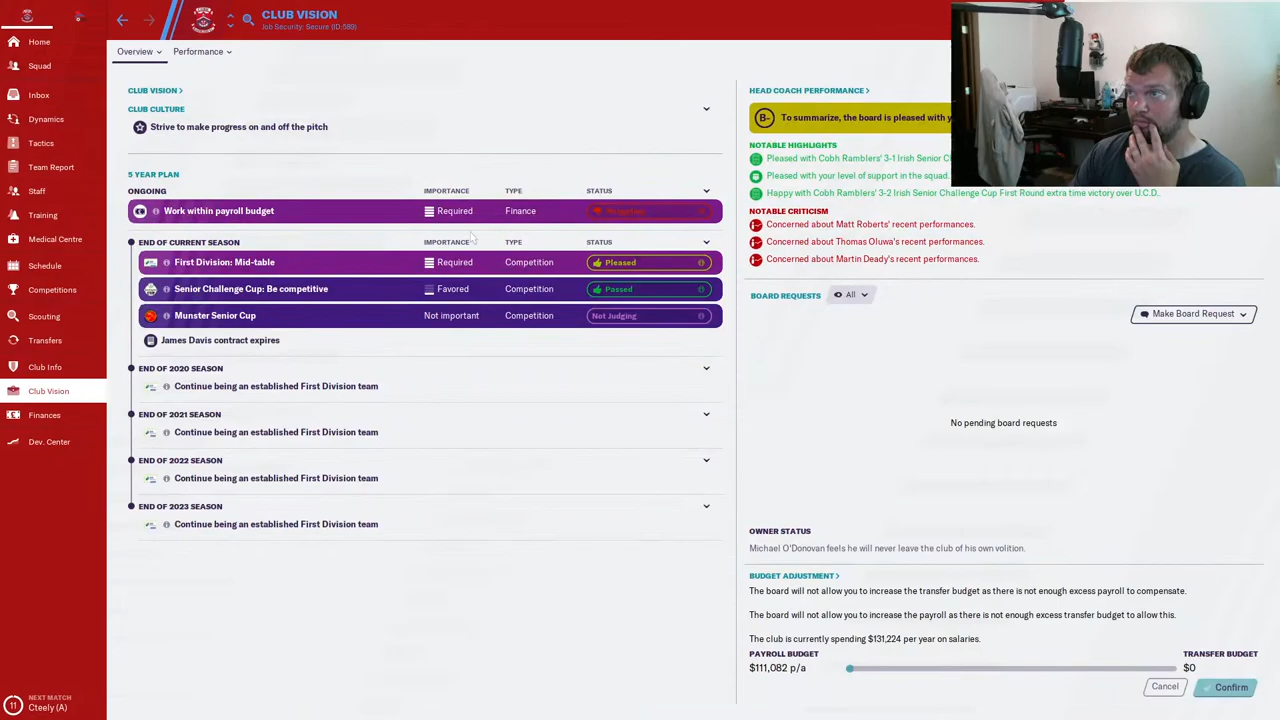 CLUB VISION
Job Security: Secure (ID:589)
Home
Squad
Inbox
Dynamics
Tactics
Team Report
Staff
Training
Medical Centre
Schedule
Competitions
Scouting
Transfers
Club Info
Club Vision
Finances
Dev. Center
11
NEXT MATCH
Cteely (A)
Overview
Performance
CLUB VISION >
CLUB CULTURE
Strive to make progress on and off the pitch
5 YEAR PLAN
ONGOING IMPORTANCE TYPE STATUS
Work within payroll budget Required Finance
END OF CURRENT SEASON IMPORTANCE TYPE STATUS
First Division: Mid-table Required Competition Pleased
Senior Challenge Cup: Be competitive Favored Competition Passed
Munster Senior Cup Not important Competition Not Judging
James Davis contract expires
END OF 2020 SEASON
Continue being an established First Division team
END OF 2021 SEASON
Continue being an established First Division team
END OF 2022 SEASON
Continue being an established First Division team
END OF 2023 SEASON
Continue being an established First Division team
HEAD COACH PERFORMANCE >
B- To summarize, the board is pleased with
NOTABLE HIGHLIGHTS
Pleased with Cobh Ramblers' 3-1 Irish Senior
Pleased with your level of support in the squad.
Happy with Cobh Ramblers' 3-2 Irish Senior Challenge Cup First Round extra time victory over U.C.D..
NOTABLE CRITICISM
Concerned about Matt Roberts' recent performances.
Concerned about Thomas Oluwa's recent performances.
Concerned about Martin Deady's recent performances.
BOARD REQUESTS All
Make Board Request
No pending board requests
OWNER STATUS
Michael O'Donovan feels he will never leave the club of his own volition.
BUDGET ADJUSTMENT >
The board will not allow you to increase the transfer budget as there is not enough excess payroll to compensate.
The board will not allow you to increase the payroll as there is not enough excess transfer budget to allow this.
The club is currently spending $131,224 per year on salaries.
PAYROLL BUDGET TRANSFER BUDGET
$111,082 p/a $0
Cancel Confirm